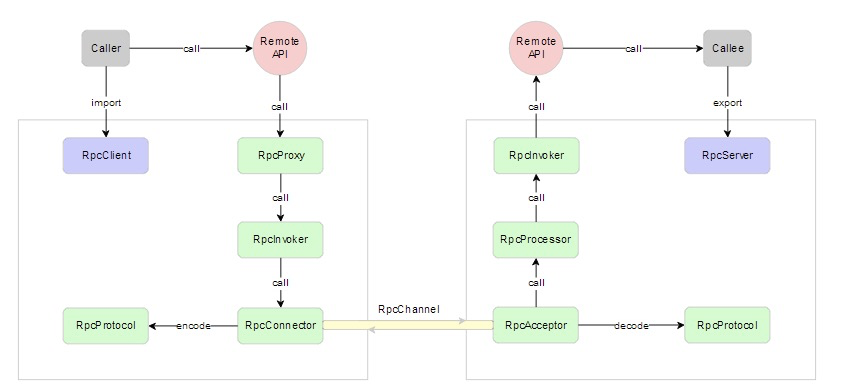 Caller
call
Remote
API
Remote
API
call
Callee
import
call
call
export
RpcClient
RpcProxy
RpcInvoker
RpcServer
call
call
RpcInvoker
RpcProcessor
call
call
RpcChannel
RpcProtocol
encode
RpcConnector
RpcAcceptor
decode
RpcProtocol